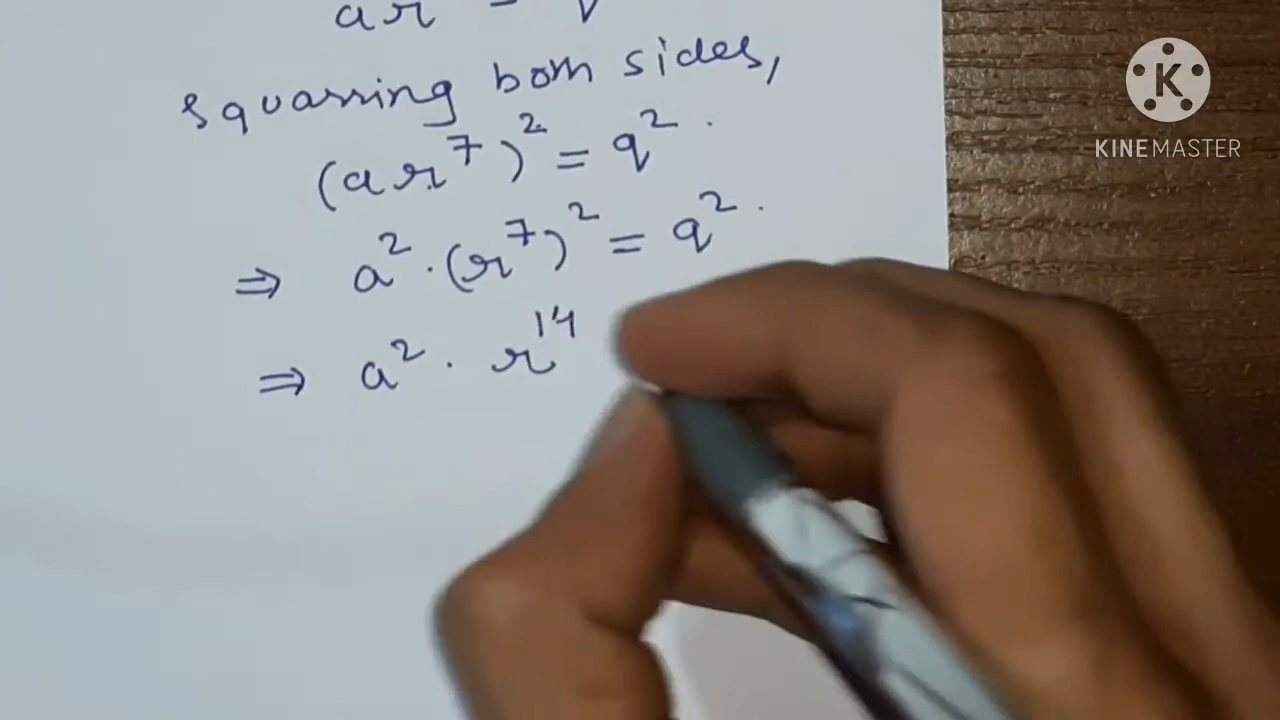 squarring both sides,
(ar⁷)² = q².
⇒ a².(r⁷)² = q².
⇒ a² . r¹⁴
K
KINEMASTER